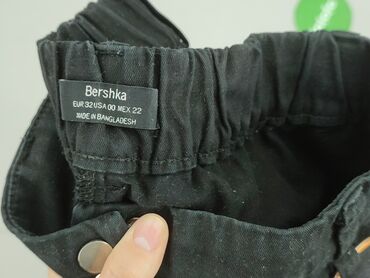 Bershka
EUR 32 USA 00 MEX 22
MADE IN BANGLADESH